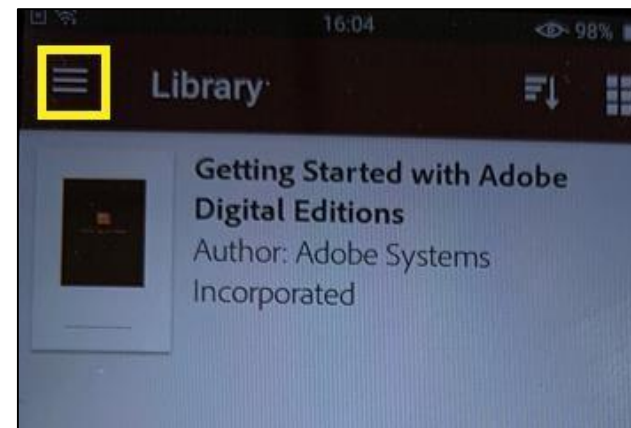 16:04
98%
Library
Getting Started with Adobe
Digital Editions
Author: Adobe Systems
Incorporated